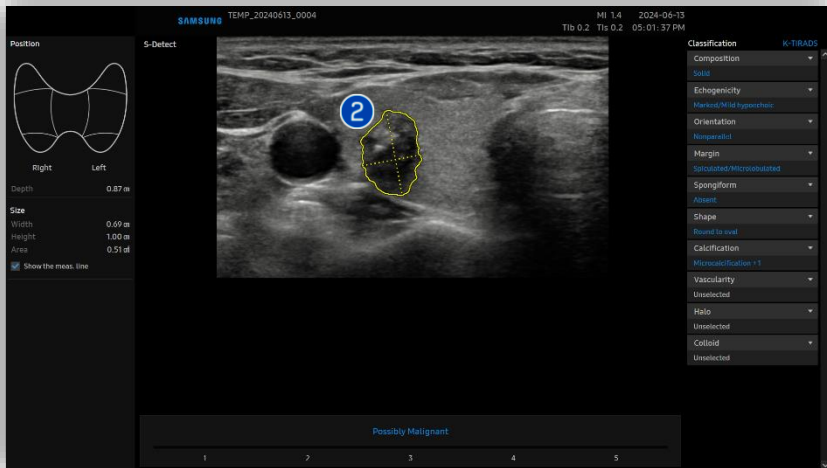 SAMSUNG TEMP_20240613_0004 MI 1.4 2024-06-13
TIb 0.2 TIs 0.2 05:01:37 PM
Position
Right Left
Depth 0.87 cm
Size
Width 0.69 cm
Height 1.00 cm
Area 0.51 cm²
Show the meas. line
S-Detect
2
Classification K-TIRADS
Composition
Solid
Echogenicity
Marked/Mild hypoechoic
Orientation
Nonparallel
Margin
Spiculated/Microlobulated
Spongiform
Absent
Shape
Round to oval
Calcification
Microcalcification +1
Vascularity
Unselected
Halo
Unselected
Colloid
Unselected
Possibly Malignant
1 2 3 4 5